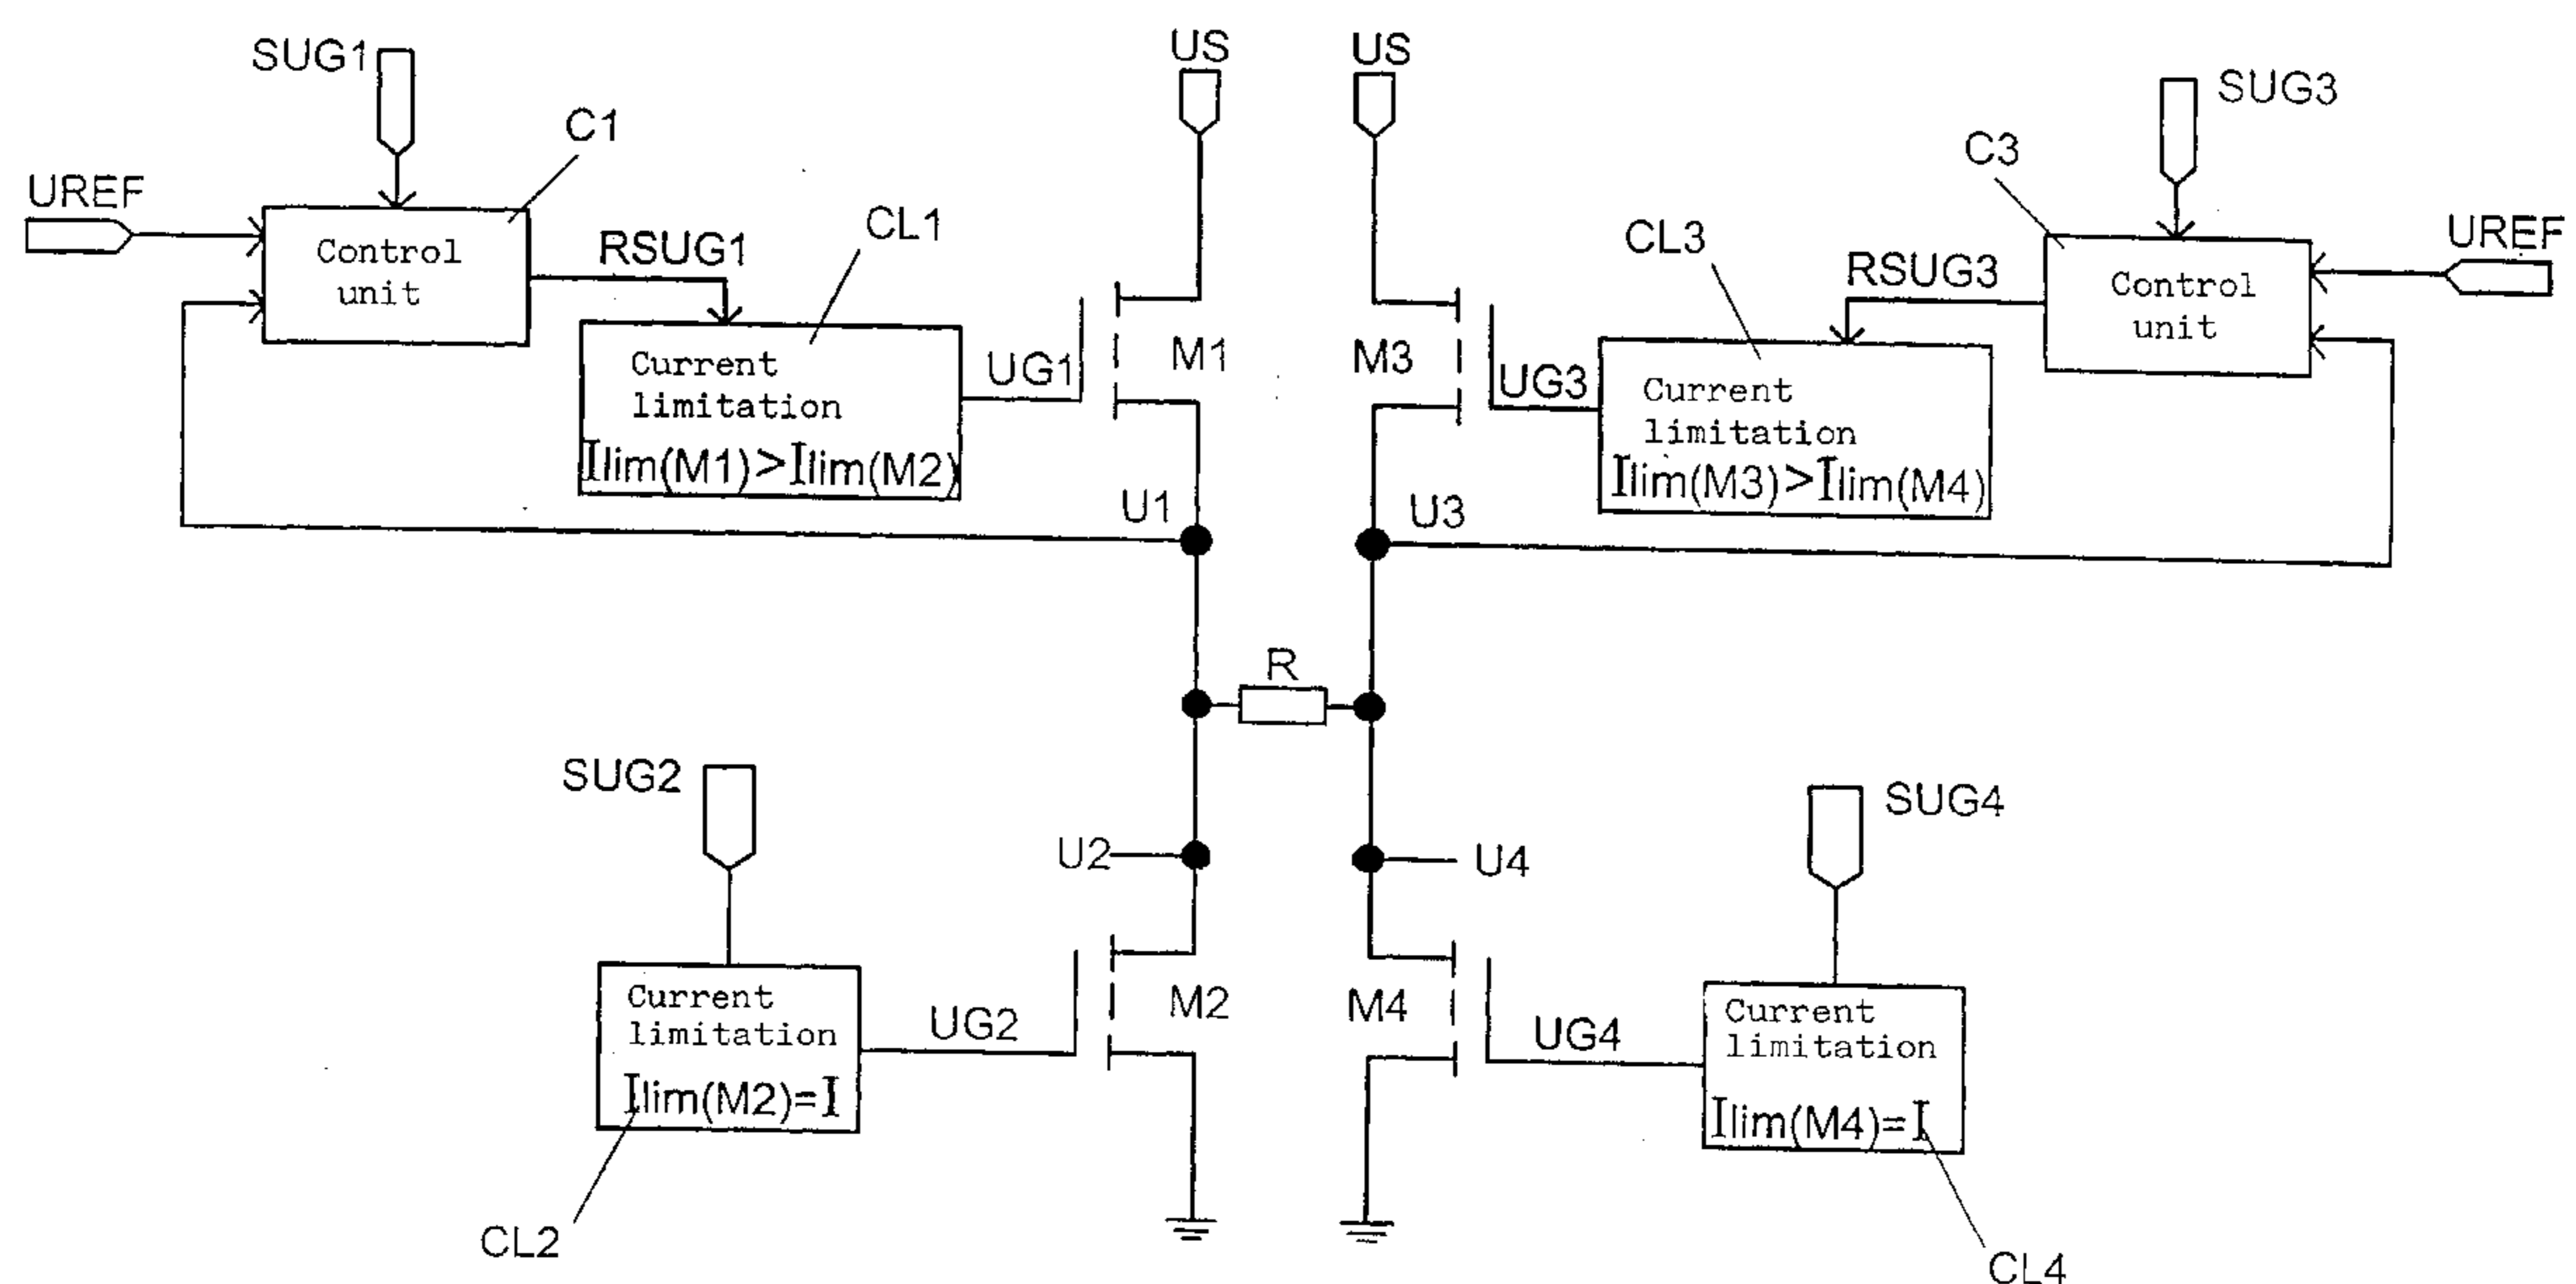 US
US
SUG1
SUG3
C1
C3
UREF
UREF
CL1
CL3
RSUG1
RSUG3
Control
unit
Control
unit
Current
limitation
Ilim(M1)>Ilim(M2)
UG1
M1
M3
UG3
Current
limitation
Ilim(M3)>Ilim(M4)
U1
U3
R
SUG2
SUG4
U2
U4
Current
limitation
Ilim(M2)=I
UG2
M2
M4
UG4
Current
limitation
Ilim(M4)=I
CL2
CL4